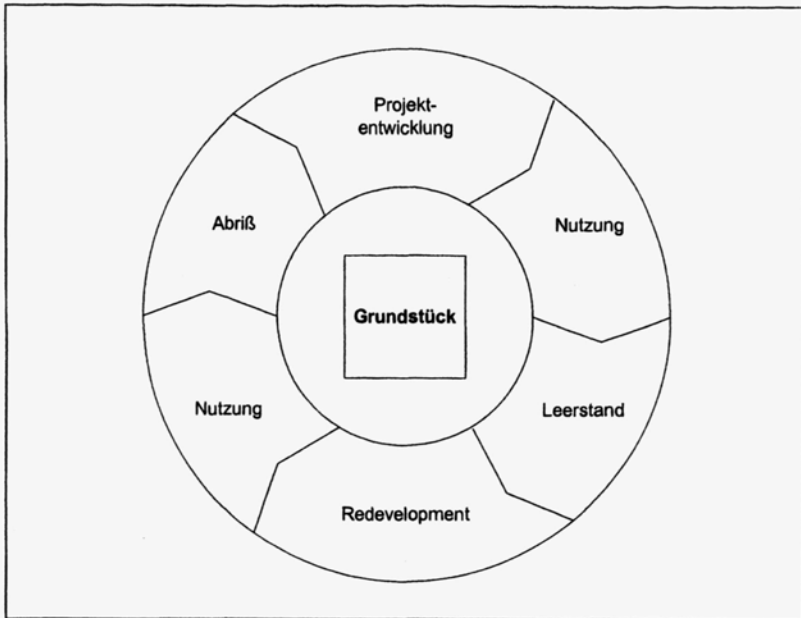 Projekt-
entwicklung
Abriß
Nutzung
Grundstück
Nutzung
Leerstand
Redevelopment